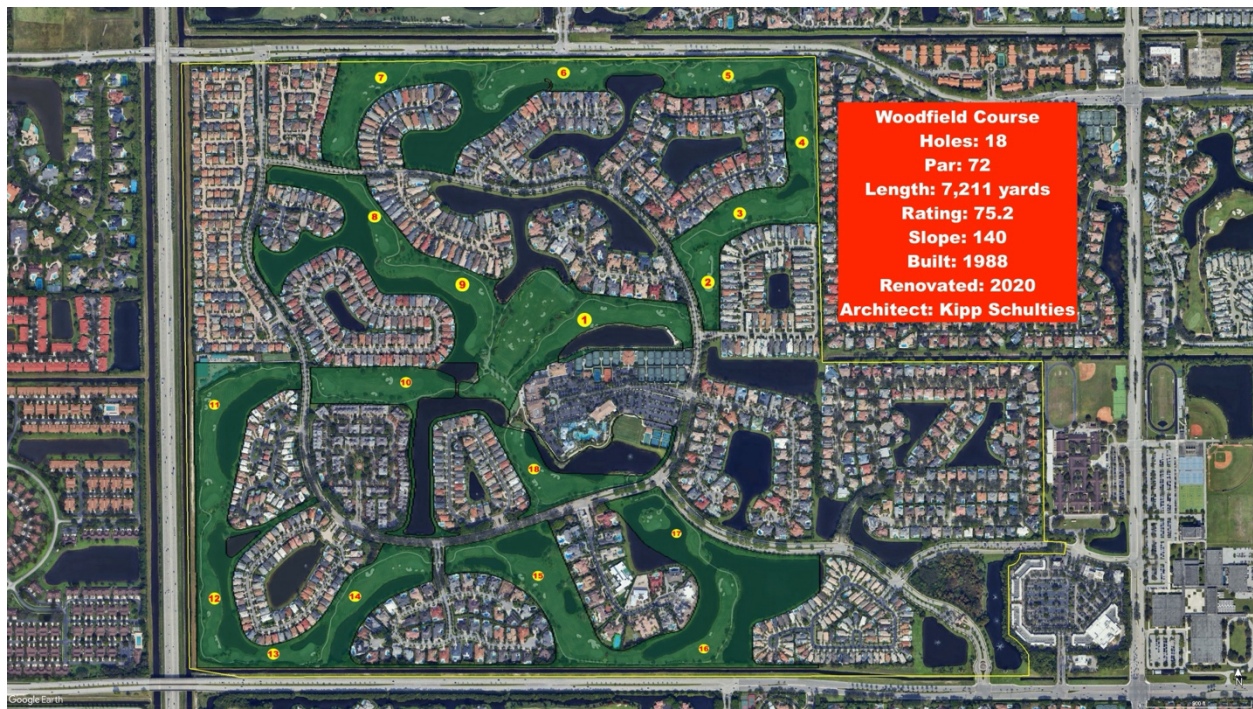 7
6
5
4
3
2
8
9
1
10
11
18
17
15
14
12
13
16
Woodfield Course
Holes: 18
Par: 72
Length: 7,211 yards
Rating: 75.2
Slope: 140
Built: 1988
Renovated: 2020
Architect: Kipp Schulties
Google Earth
N